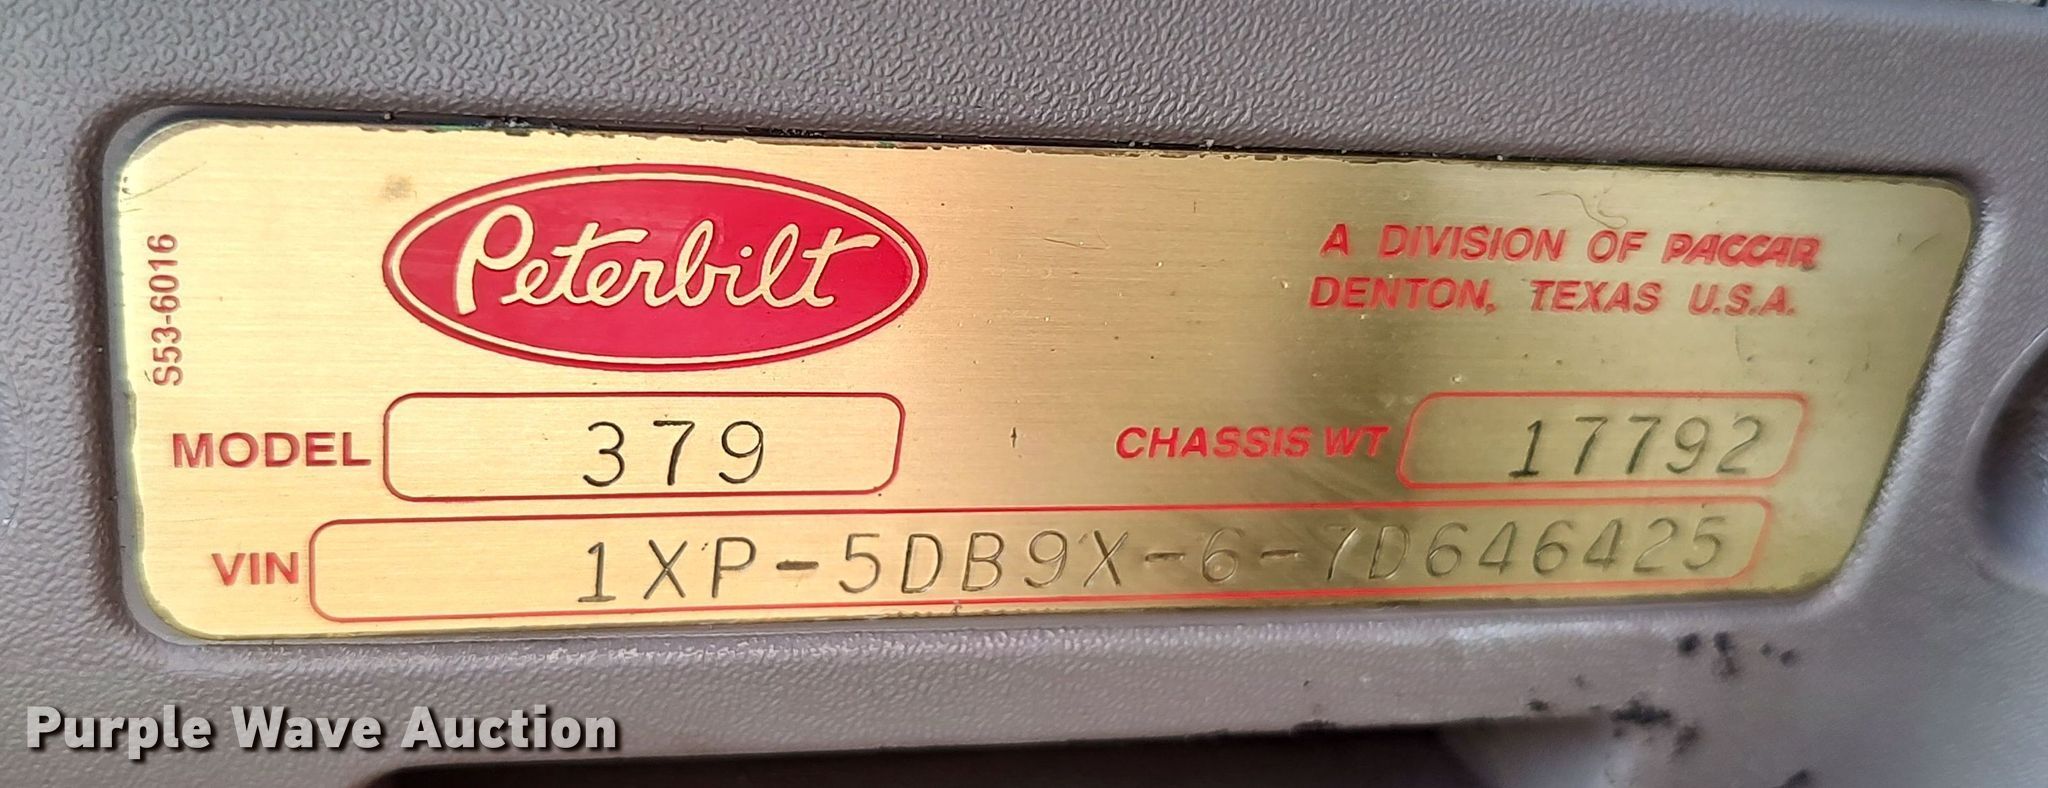 S53-6016
Peterbilt
A DIVISION OF PACCAR
DENTON, TEXAS U.S.A.
MODEL 379
CHASSIS WT 17792
VIN 1XP-5DB9X-6-7D646425
Purple Wave Auction